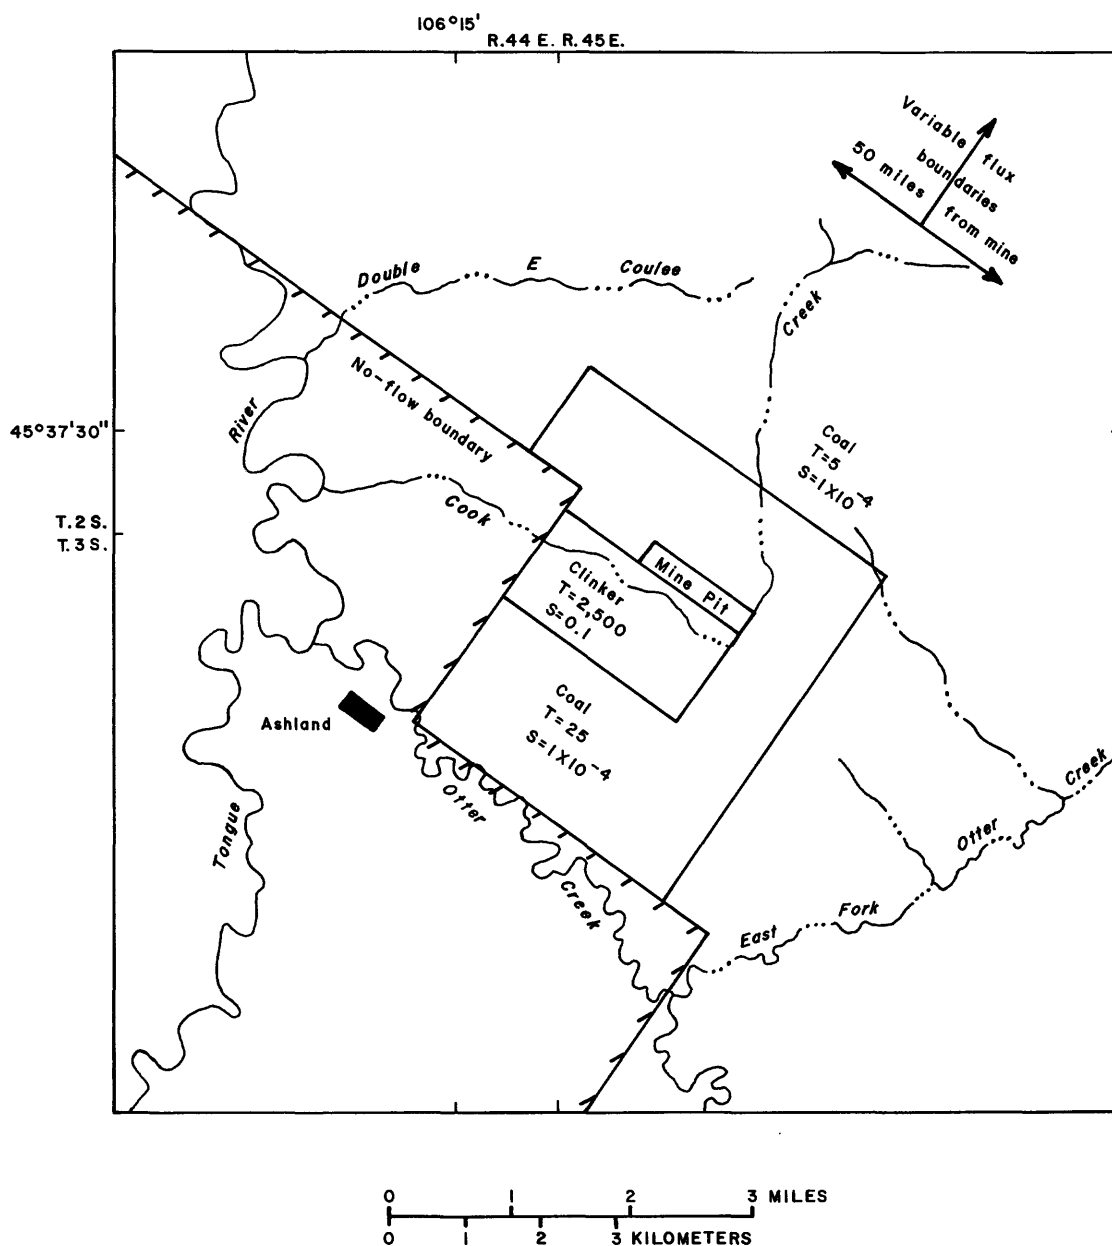 106°15'
R.44 E. R.45 E.
Variable flux
boundaries
50 miles from mine
Double E Coulee
Creek
No-flow boundary
River
45°37'30"
Coal
T=5
S=1X10⁻⁴
Cook
T.2 S.
T.3 S.
Mine Pit
Clinker
T=2,500
S=0.1
Coal
T=25
S=1X10⁻⁴
Ashland
Otter
Creek
Tongue
Creek
Otter
Fork
East
0 1 2 3 MILES
0 1 2 3 KILOMETERS